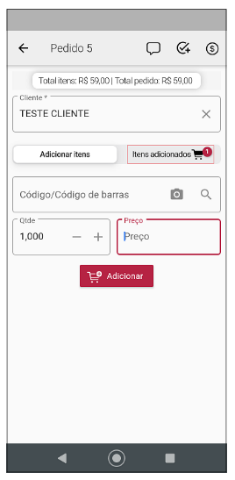 Pedido 5
Total itens: R$ 59,00 | Total pedido: R$ 59,00
Cliente *
TESTE CLIENTE
Adicionar itens
Itens adicionados 1
Código/Código de barras
Qtde
1,000
Preço
Preço
Adicionar